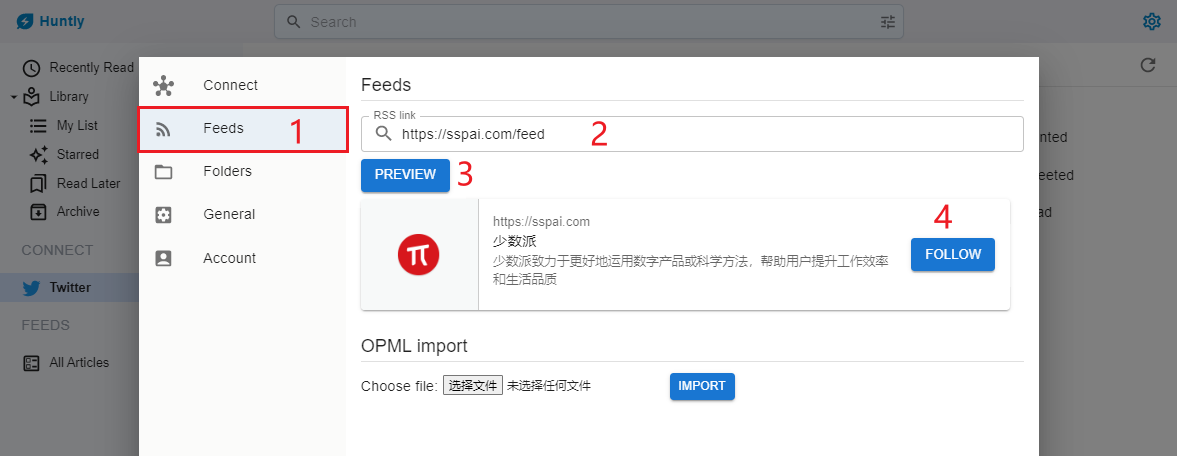 Huntly
Search
Recently Read
Library
My List
Starred
Read Later
Archive
CONNECT
Twitter
FEEDS
All Articles
Connect
Feeds
1
Folders
General
Account
Feeds
RSS link
https://sspai.com/feed
2
PREVIEW
3
https://sspai.com
少数派
少数派致力于更好地运用数字产品或科学方法，帮助用户提升工作效率
和生活品质
4
FOLLOW
OPML import
Choose file: 选择文件 未选择任何文件
IMPORT